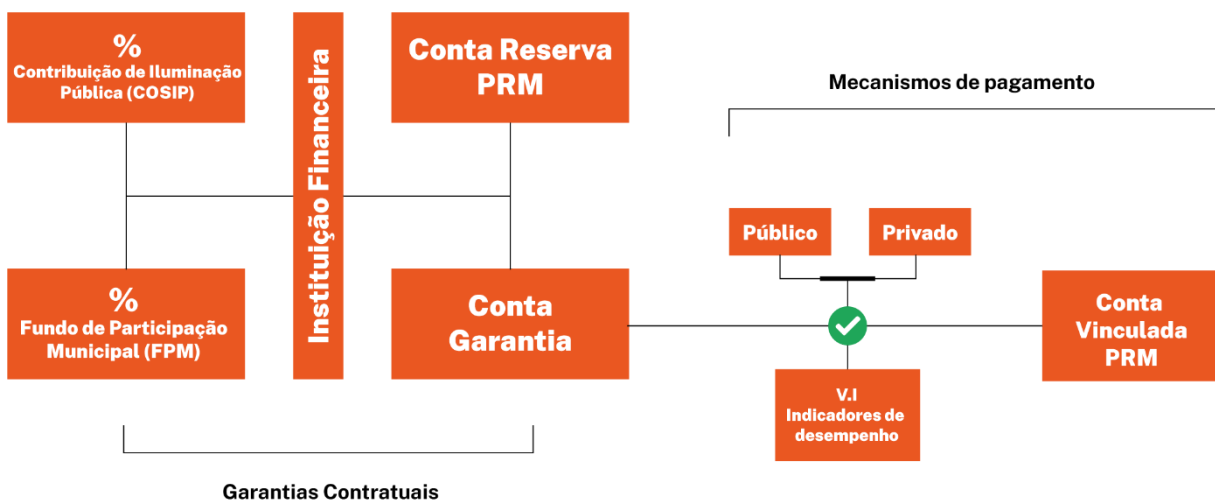 %
Contribuição de Iluminação
Pública (COSIP)
Instituição Financeira
Conta Reserva
PRM
Mecanismos de pagamento
Público
Privado
%
Fundo de Participação
Municipal (FPM)
Conta
Garantia
Conta
Vinculada
PRM
V.I
Indicadores de
desempenho
Garantias Contratuais